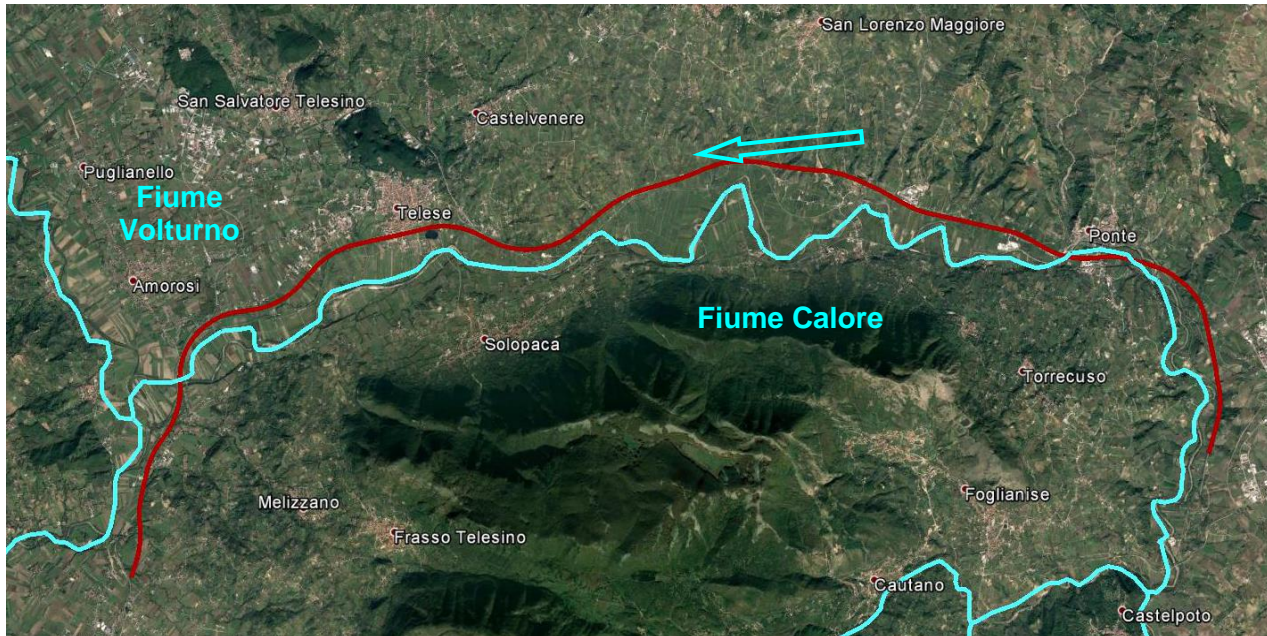 San Lorenzo Maggiore
San Salvatore Telesino
Castelvenere
Puglianello
Fiume
Volturno
Telese
Ponte
Amorosi
Fiume Calore
Solopaca
Torrecuso
Melizzano
Foglianise
Frasso Telesino
Cautano
Castelpoto